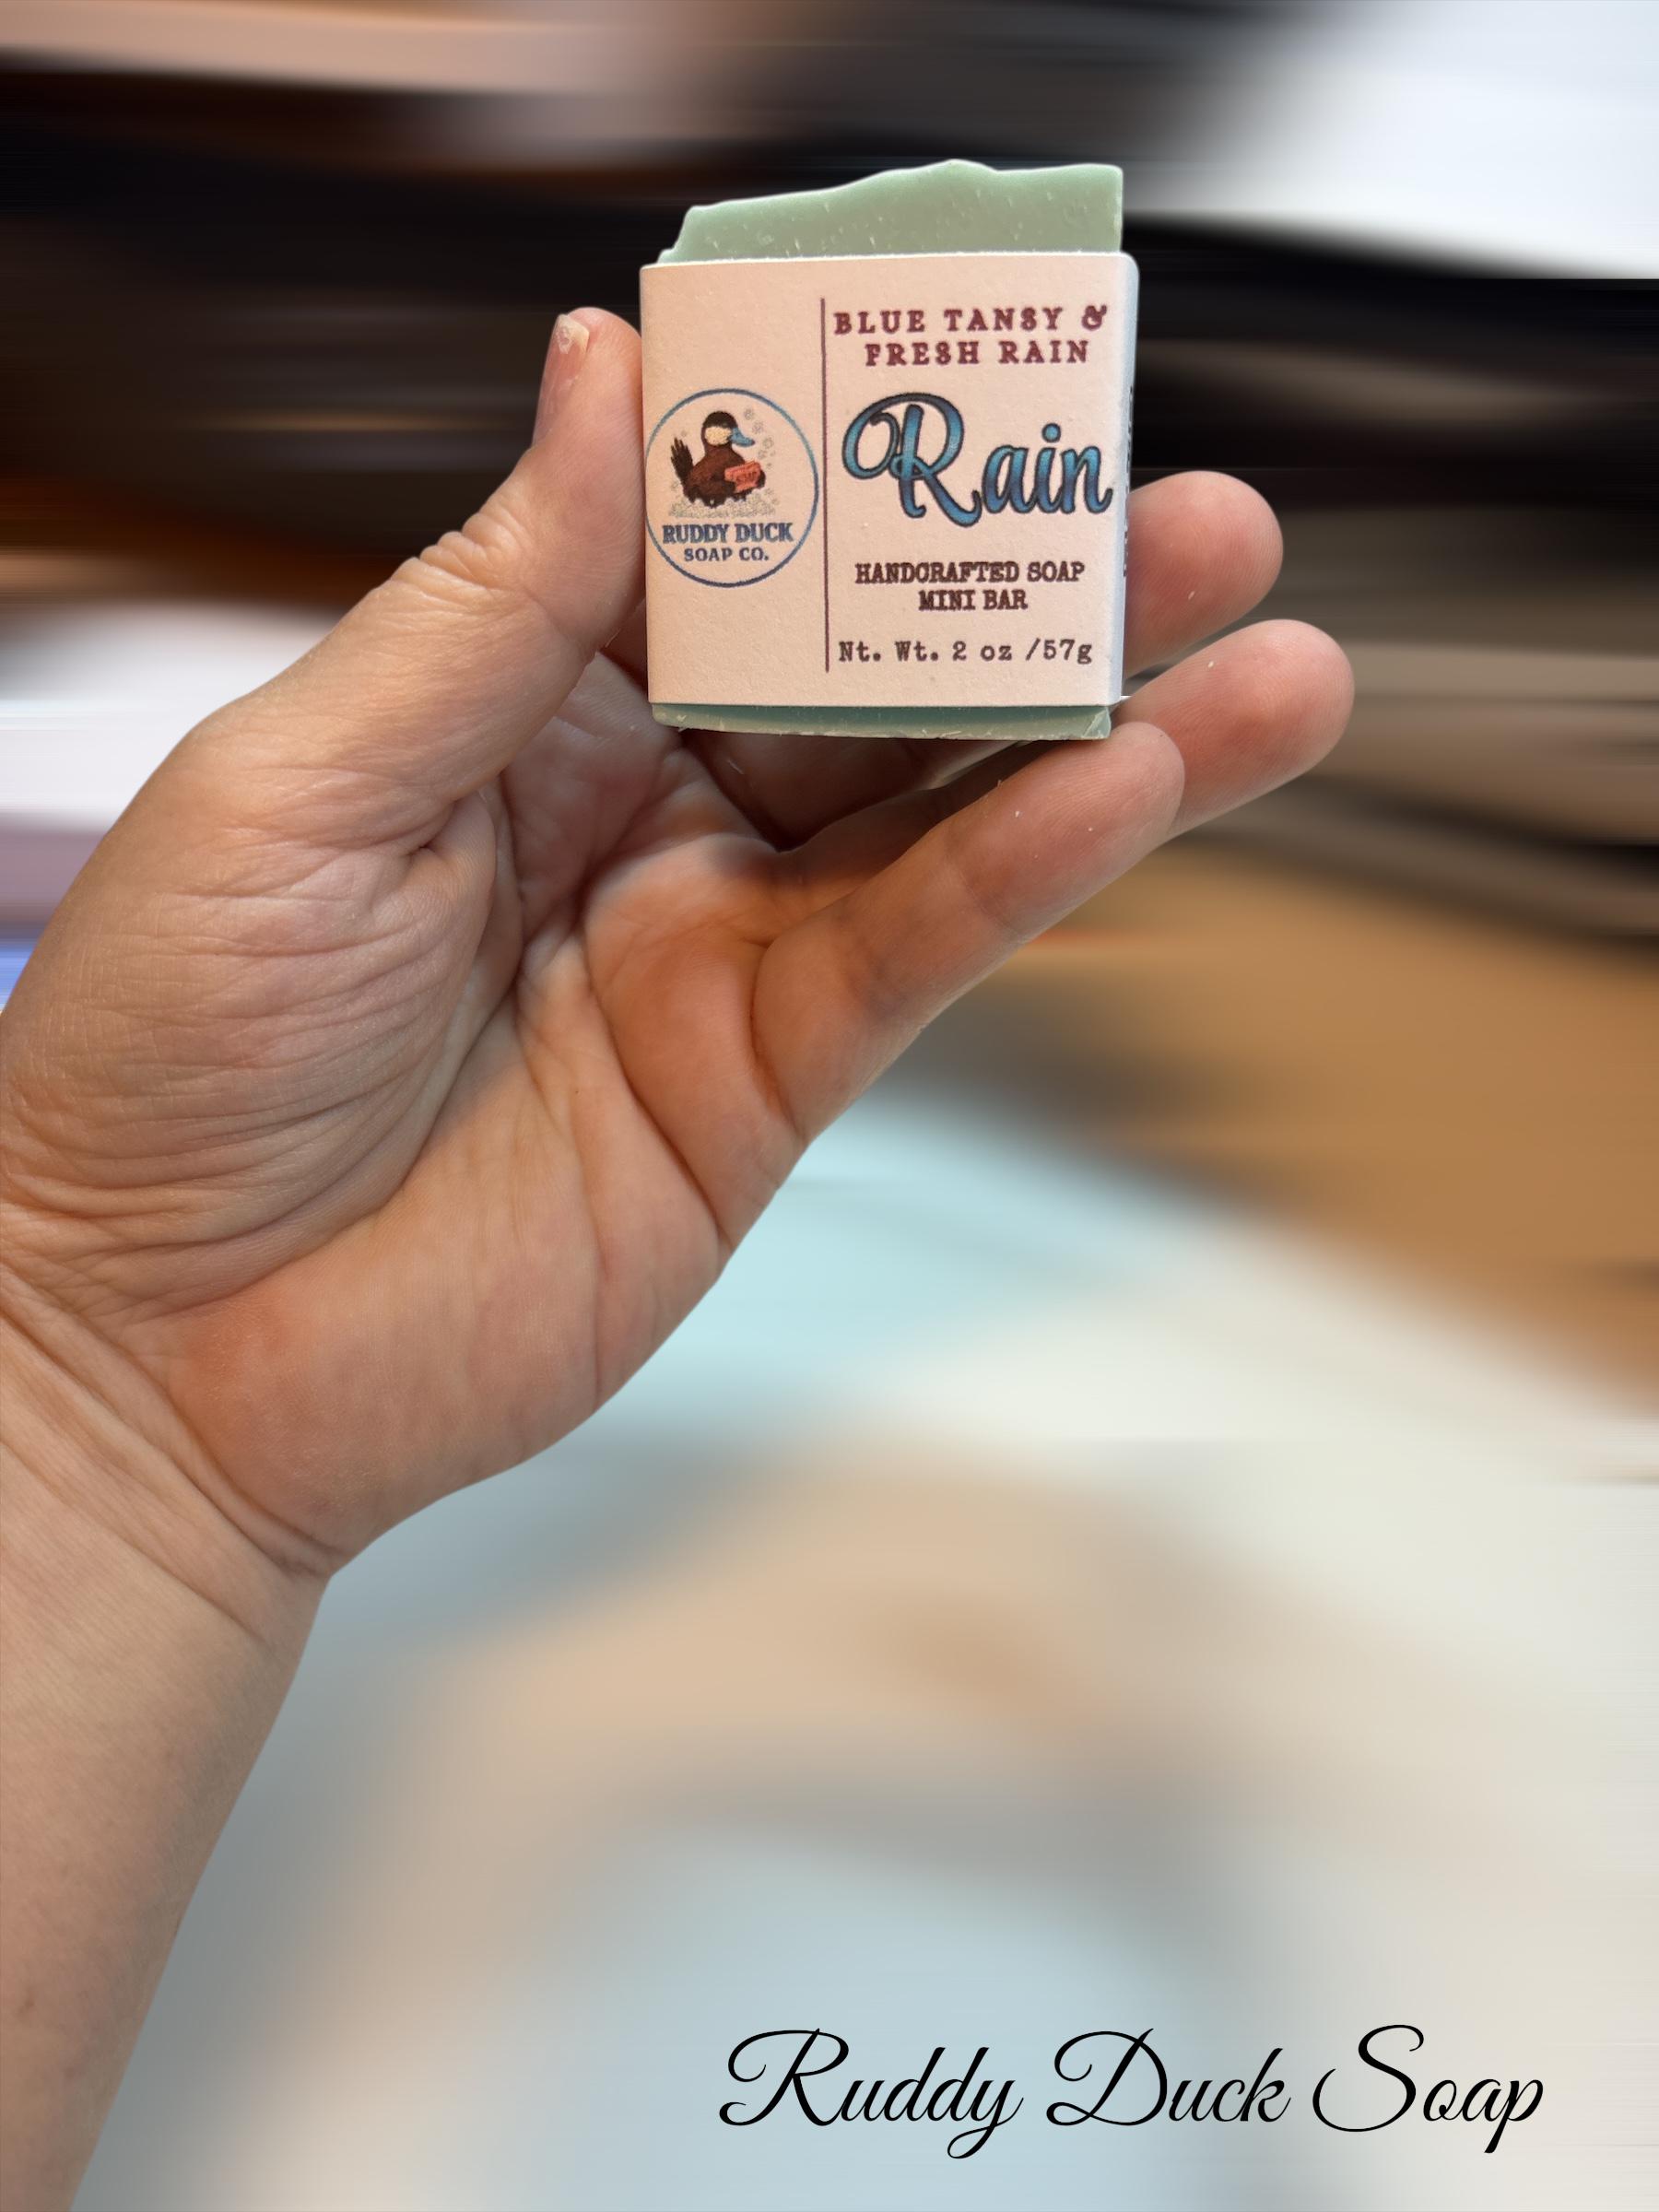 BLUE TANSY &
FRESH RAIN
Rain
HANDCRAFTED SOAP
MINI BAR
Nt. Wt. 2 oz /57g
SOAP
RUDDY DUCK
SOAP CO.
Ruddy Duck Soap